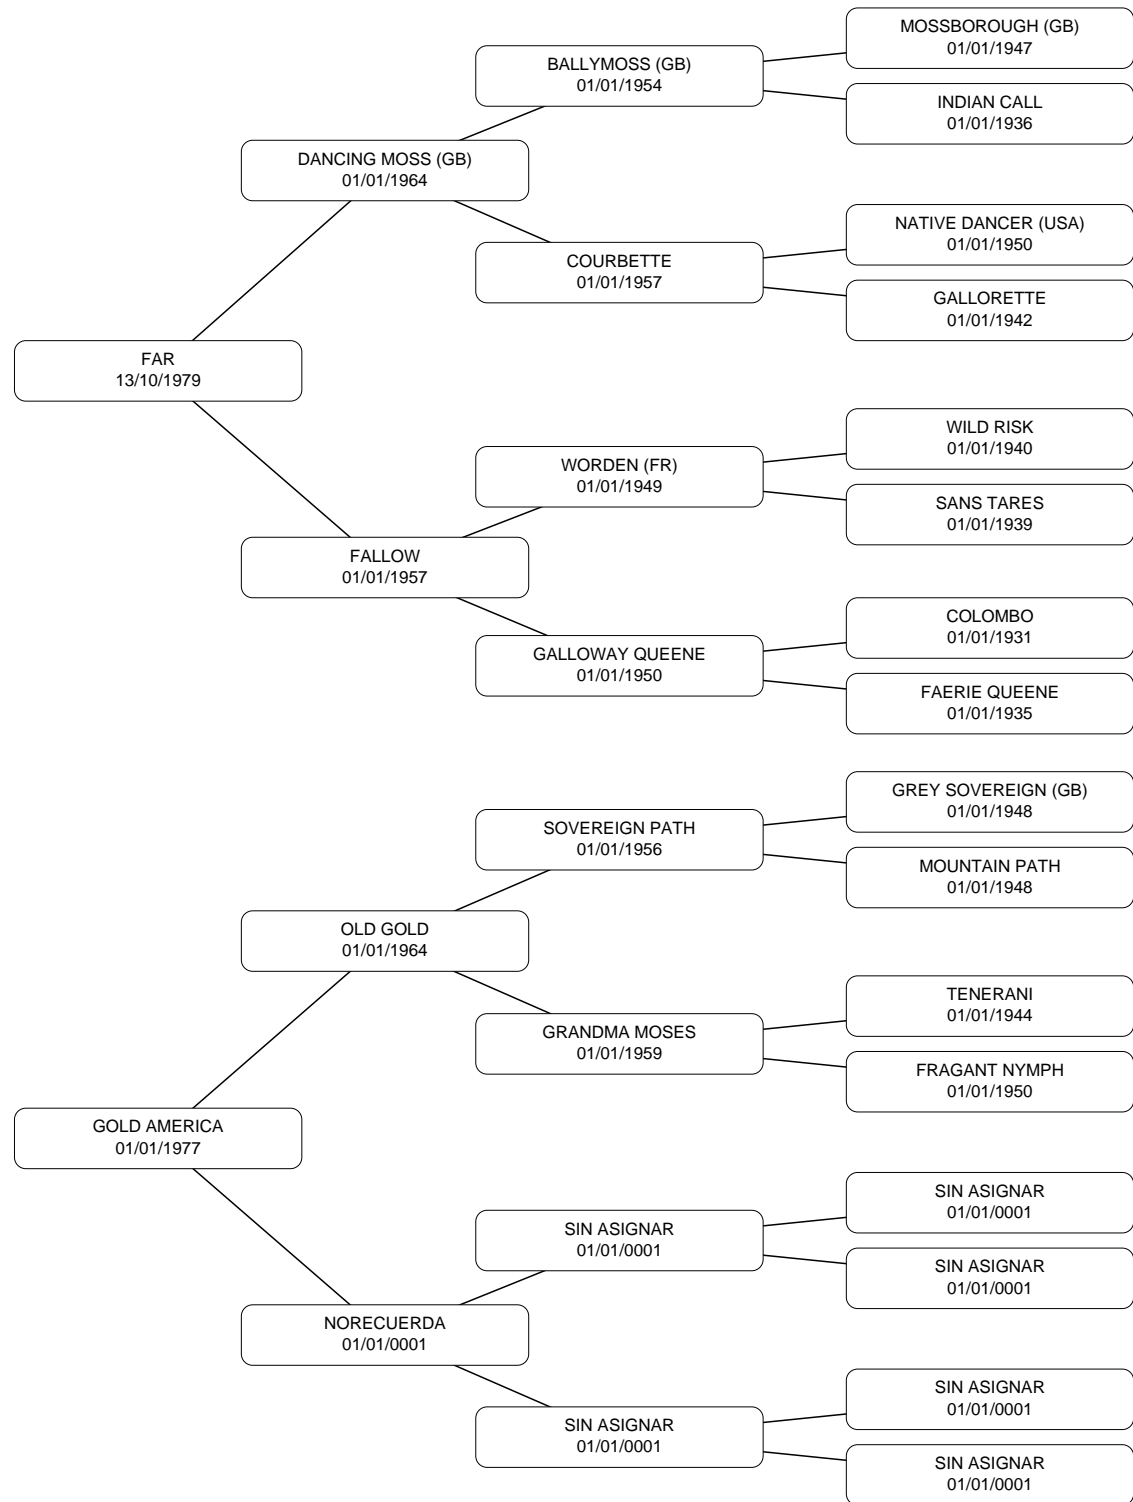 MOSSBOROUGH (GB)
01/01/1947
BALLYMOSS (GB)
01/01/1954
INDIAN CALL
01/01/1936
DANCING MOSS (GB)
01/01/1964
NATIVE DANCER (USA)
01/01/1950
COURBETTE
01/01/1957
GALLORETTE
01/01/1942
FAR
13/10/1979
WILD RISK
01/01/1940
WORDEN (FR)
01/01/1949
SANS TARES
01/01/1939
FALLOW
01/01/1957
COLOMBO
01/01/1931
GALLOWAY QUEENE
01/01/1950
FAERIE QUEENE
01/01/1935
GREY SOVEREIGN (GB)
01/01/1948
SOVEREIGN PATH
01/01/1956
MOUNTAIN PATH
01/01/1948
OLD GOLD
01/01/1964
TENERANI
01/01/1944
GRANDMA MOSES
01/01/1959
FRAGANT NYMPH
01/01/1950
GOLD AMERICA
01/01/1977
SIN ASIGNAR
01/01/0001
SIN ASIGNAR
01/01/0001
SIN ASIGNAR
01/01/0001
NORECUERDA
01/01/0001
SIN ASIGNAR
01/01/0001
SIN ASIGNAR
01/01/0001
SIN ASIGNAR
01/01/0001